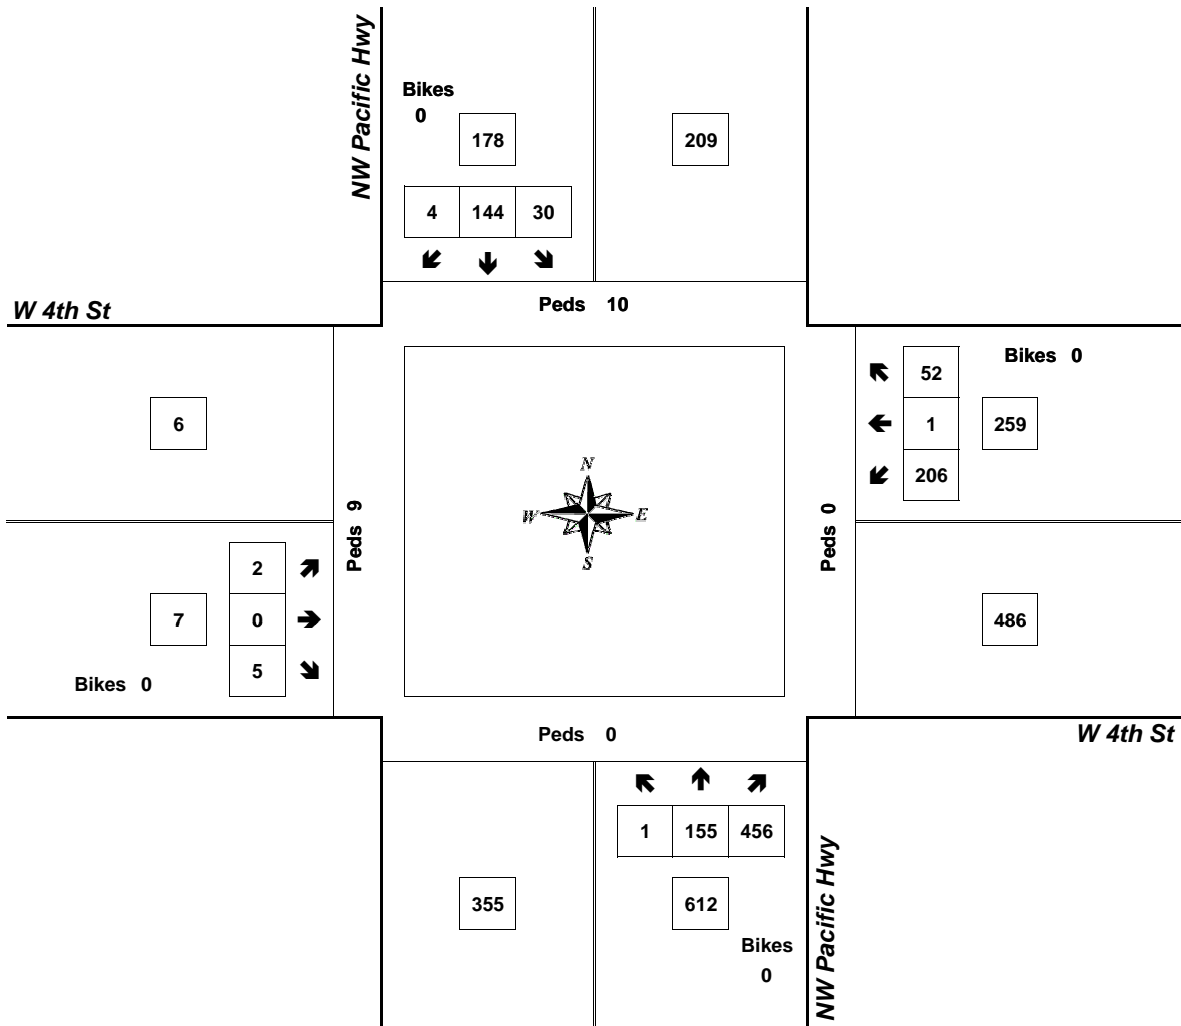 NW Pacific Hwy
Bikes
0
178
209
4 144 30
Peds 10
W 4th St
52
Bikes 0
6
1
259
206
N
W E
S
Peds 9
Peds 0
2
7
0
486
5
Bikes 0
Peds 0
W 4th St
1 155 456
355
612
Bikes
0
NW Pacific Hwy